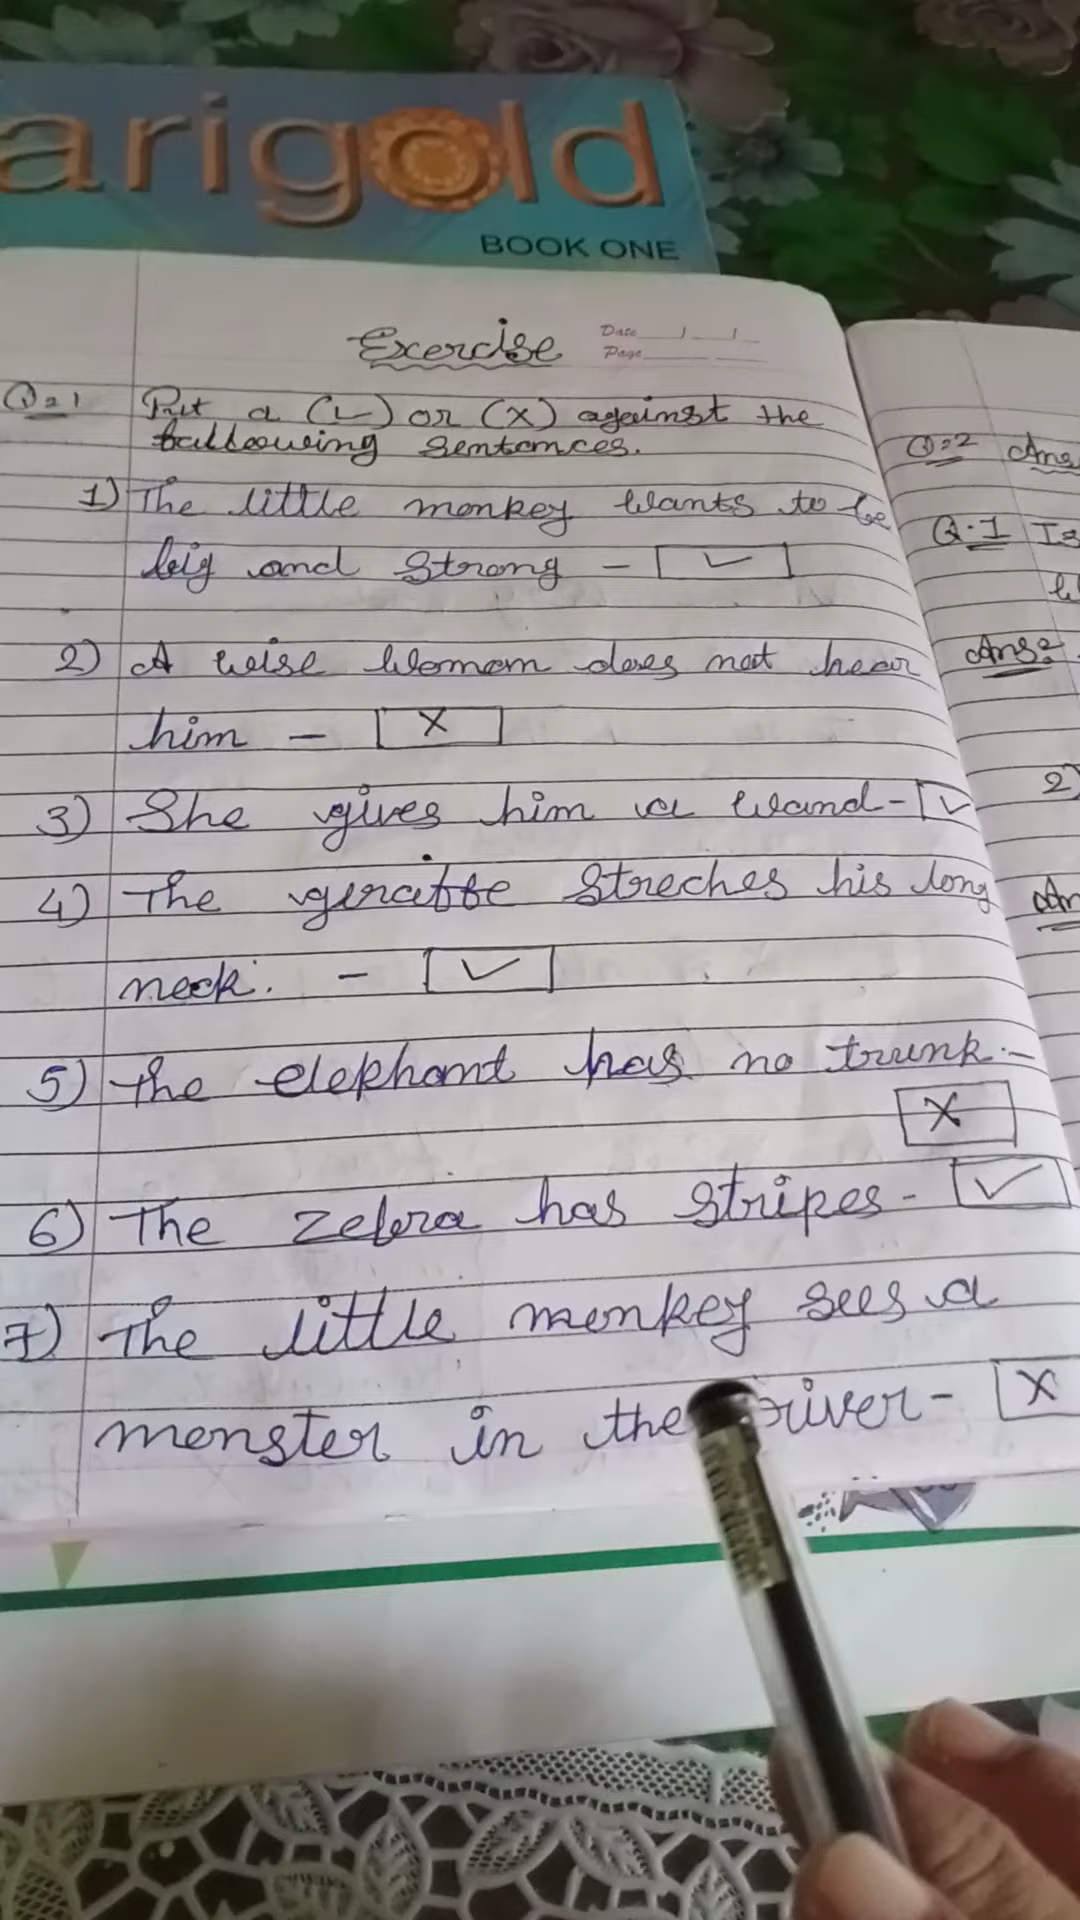 arigold
BOOK ONE
Exercise
Date
Page
Q=1 Put a (✓) or (X) against the
following sentences.
1) The little monkey wants to be
big and strong - ✓
2) A wise woman does not hear
him - X
3) She gives him a wand - ✓
4) The giraffe streches his long
neck. - ✓
5) The elephant has no trunk. -
X
6) The zebra has stripes - ✓
7) The little monkey sees a
monster in the river - X
Q=2 Ans
Q.1 Is
Ans=
2)
An